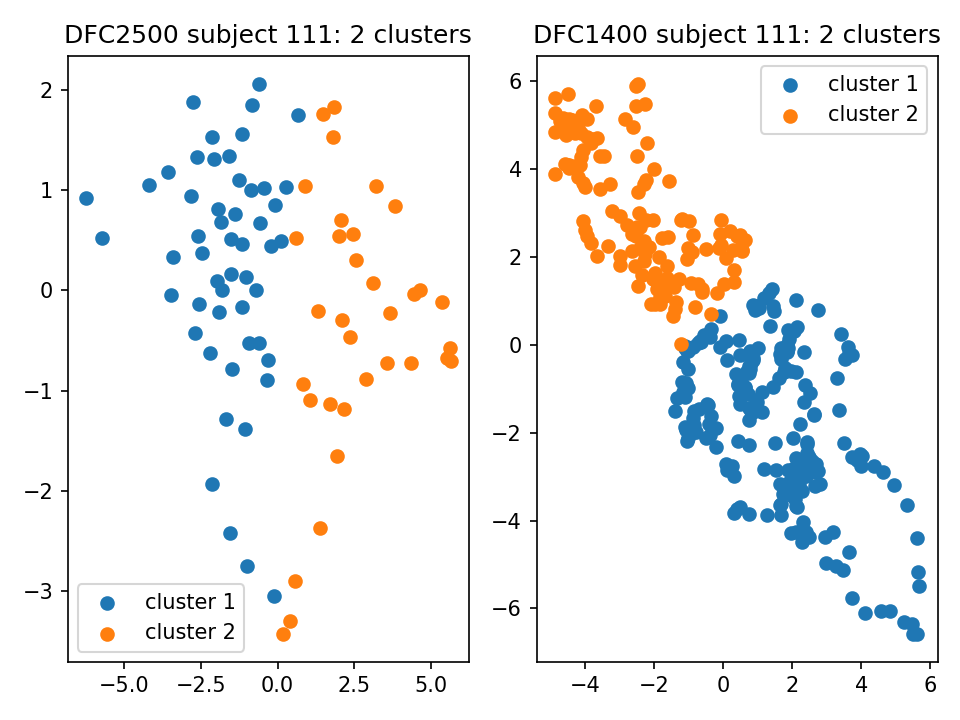 DFC2500 subject 111: 2 clusters
2
1
0
−1
−2
−3
−5.0 −2.5 0.0 2.5 5.0
cluster 1
cluster 2
DFC1400 subject 111: 2 clusters
6
4
2
0
−2
−4
−6
−4 −2 0 2 4 6
cluster 1
cluster 2